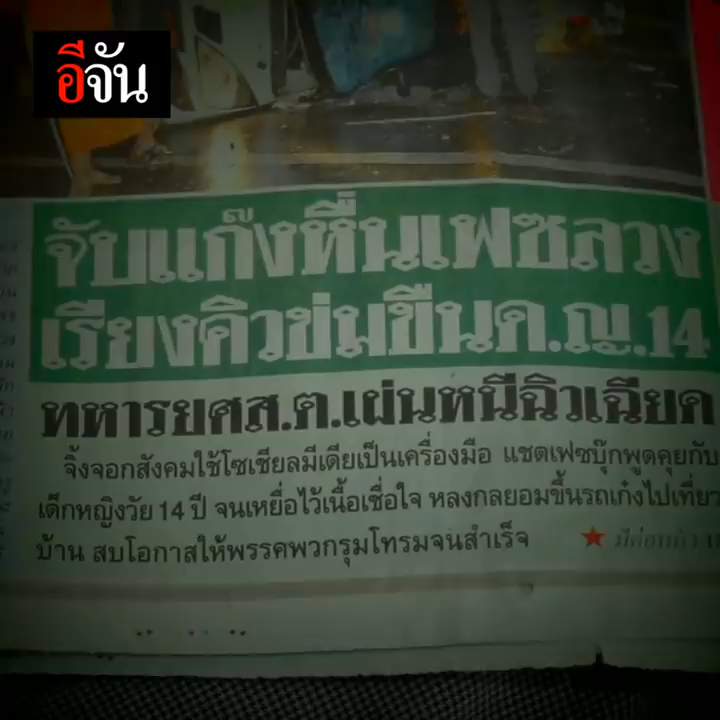 อีจัน
จับแก๊งหื่นเฟซลวง
เรียงคิวข่มขืนด.ญ.14
ทหารยศส.ต.เผ่นหนีฉิวเฉียด
จิ้งจอกสังคมใช้โซเชียลมีเดียเป็นเครื่องมือ แชตเฟซบุ๊กพูดคุยกับ
เด็กหญิงวัย 14 ปี จนเหยื่อไว้เนื้อเชื่อใจ หลงกลยอมขึ้นรถเก๋งไปเที่ยว
บ้าน สบโอกาสให้พรรคพวกรุมโทรมจนสำเร็จ
มีต่อหน้า